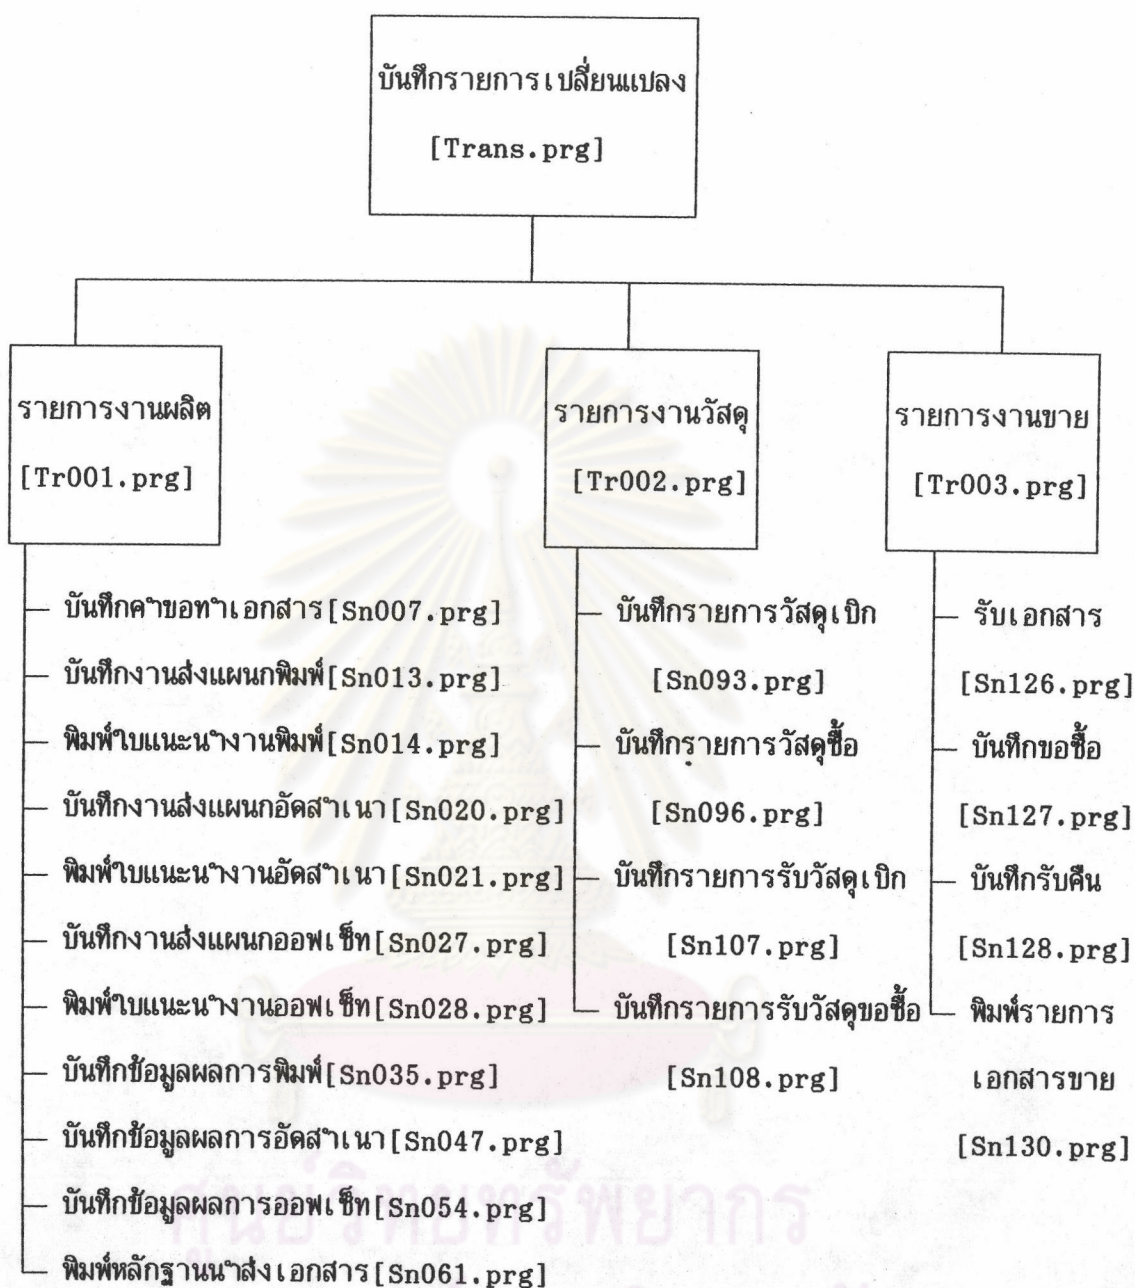 บันทึกรายการเปลี่ยนแปลง
[Trans.prg]
รายการงานผลิต
[Tr001.prg]
รายการงานวัสดุ
[Tr002.prg]
รายการงานขาย
[Tr003.prg]
บันทึกคำขอทำเอกสาร[Sn007.prg]
บันทึกงานส่งแผนกพิมพ์[Sn013.prg]
พิมพ์ใบแนะนำงานพิมพ์[Sn014.prg]
บันทึกงานส่งแผนกอัดสำเนา[Sn020.prg]
พิมพ์ใบแนะนำงานอัดสำเนา[Sn021.prg]
บันทึกงานส่งแผนกออฟเซ็ท[Sn027.prg]
พิมพ์ใบแนะนำงานออฟเซ็ท[Sn028.prg]
บันทึกข้อมูลผลการพิมพ์[Sn035.prg]
บันทึกข้อมูลผลการอัดสำเนา[Sn047.prg]
บันทึกข้อมูลผลการออฟเซ็ท[Sn054.prg]
พิมพ์หลักฐานนำส่งเอกสาร[Sn061.prg]
บันทึกรายการวัสดุเบิก
[Sn093.prg]
บันทึกรายการวัสดุซื้อ
[Sn096.prg]
บันทึกรายการรับวัสดุเบิก
[Sn107.prg]
บันทึกรายการรับวัสดุขอซื้อ
[Sn108.prg]
รับเอกสาร
[Sn126.prg]
บันทึกขอซื้อ
[Sn127.prg]
บันทึกรับคืน
[Sn128.prg]
พิมพ์รายการ
เอกสารขาย
[Sn130.prg]
ศูนย์วิทยทรัพยากร